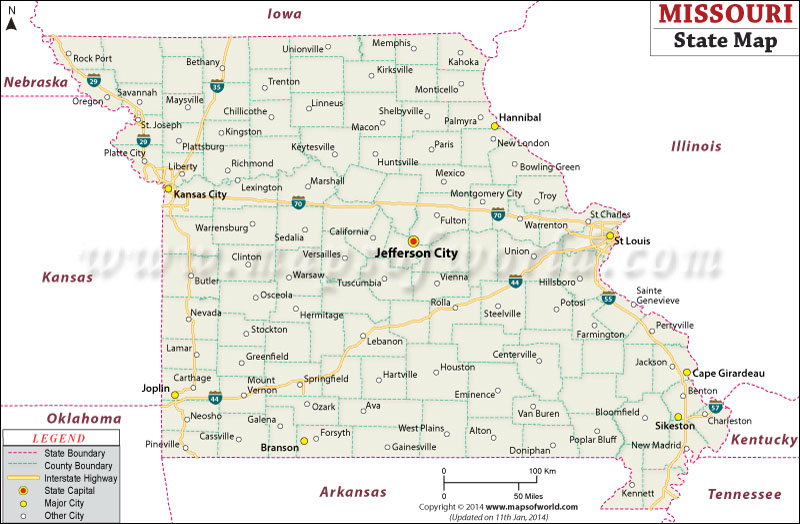 MISSOURI
State Map
N
Iowa
Nebraska
Illinois
Kansas
Oklahoma
Arkansas
Kentucky
Tennessee
Rock Port
Bethany
Unionville
Memphis
Kahoka
29
35
Trenton
Kirksville
Oregon
Savannah
Maysville
Linneus
Monticello
Chillicothe
Shelbyville
Palmyra
Hannibal
St. Joseph
Kingston
Macon
New London
29
Plattsburg
Keytesville
Paris
Platte City
Huntsville
Bowling Green
Liberty
Richmond
Mexico
Kansas City
Lexington
Marshall
Montgomery City
Troy
70
70
St Charles
Fulton
Warrenton
Warrensburg
Sedalia
California
St Louis
Jefferson City
Union
Clinton
Versailles
Butler
Warsaw
Tuscumbia
Vienna
44
Hillsboro
Osceola
Rolla
Potosi
55
Sainte
Genevieve
Nevada
Hermitage
Steelville
Stockton
Farmington
Perryville
Lebanon
Lamar
Greenfield
Centerville
Jackson
Cape Girardeau
Carthage
Mount
Vernon
Springfield
Hartville
Houston
Joplin
Eminence
Benton
44
Ozark
Ava
Van Buren
Bloomfield
57
Charleston
Neosho
Galena
Sikeston
Cassville
Forsyth
West Plains
Alton
Poplar Bluff
New Madrid
Pineville
Branson
Gainesville
Doniphan
Kennett
www.mapsofworld.com
LEGEND
State Boundary
County Boundary
Interstate Highway
State Capital
Major City
Other City
0
100 Km
0
50 Miles
Copyright © 2014 www.mapsofworld.com
(Updated on 11th Jan, 2014)